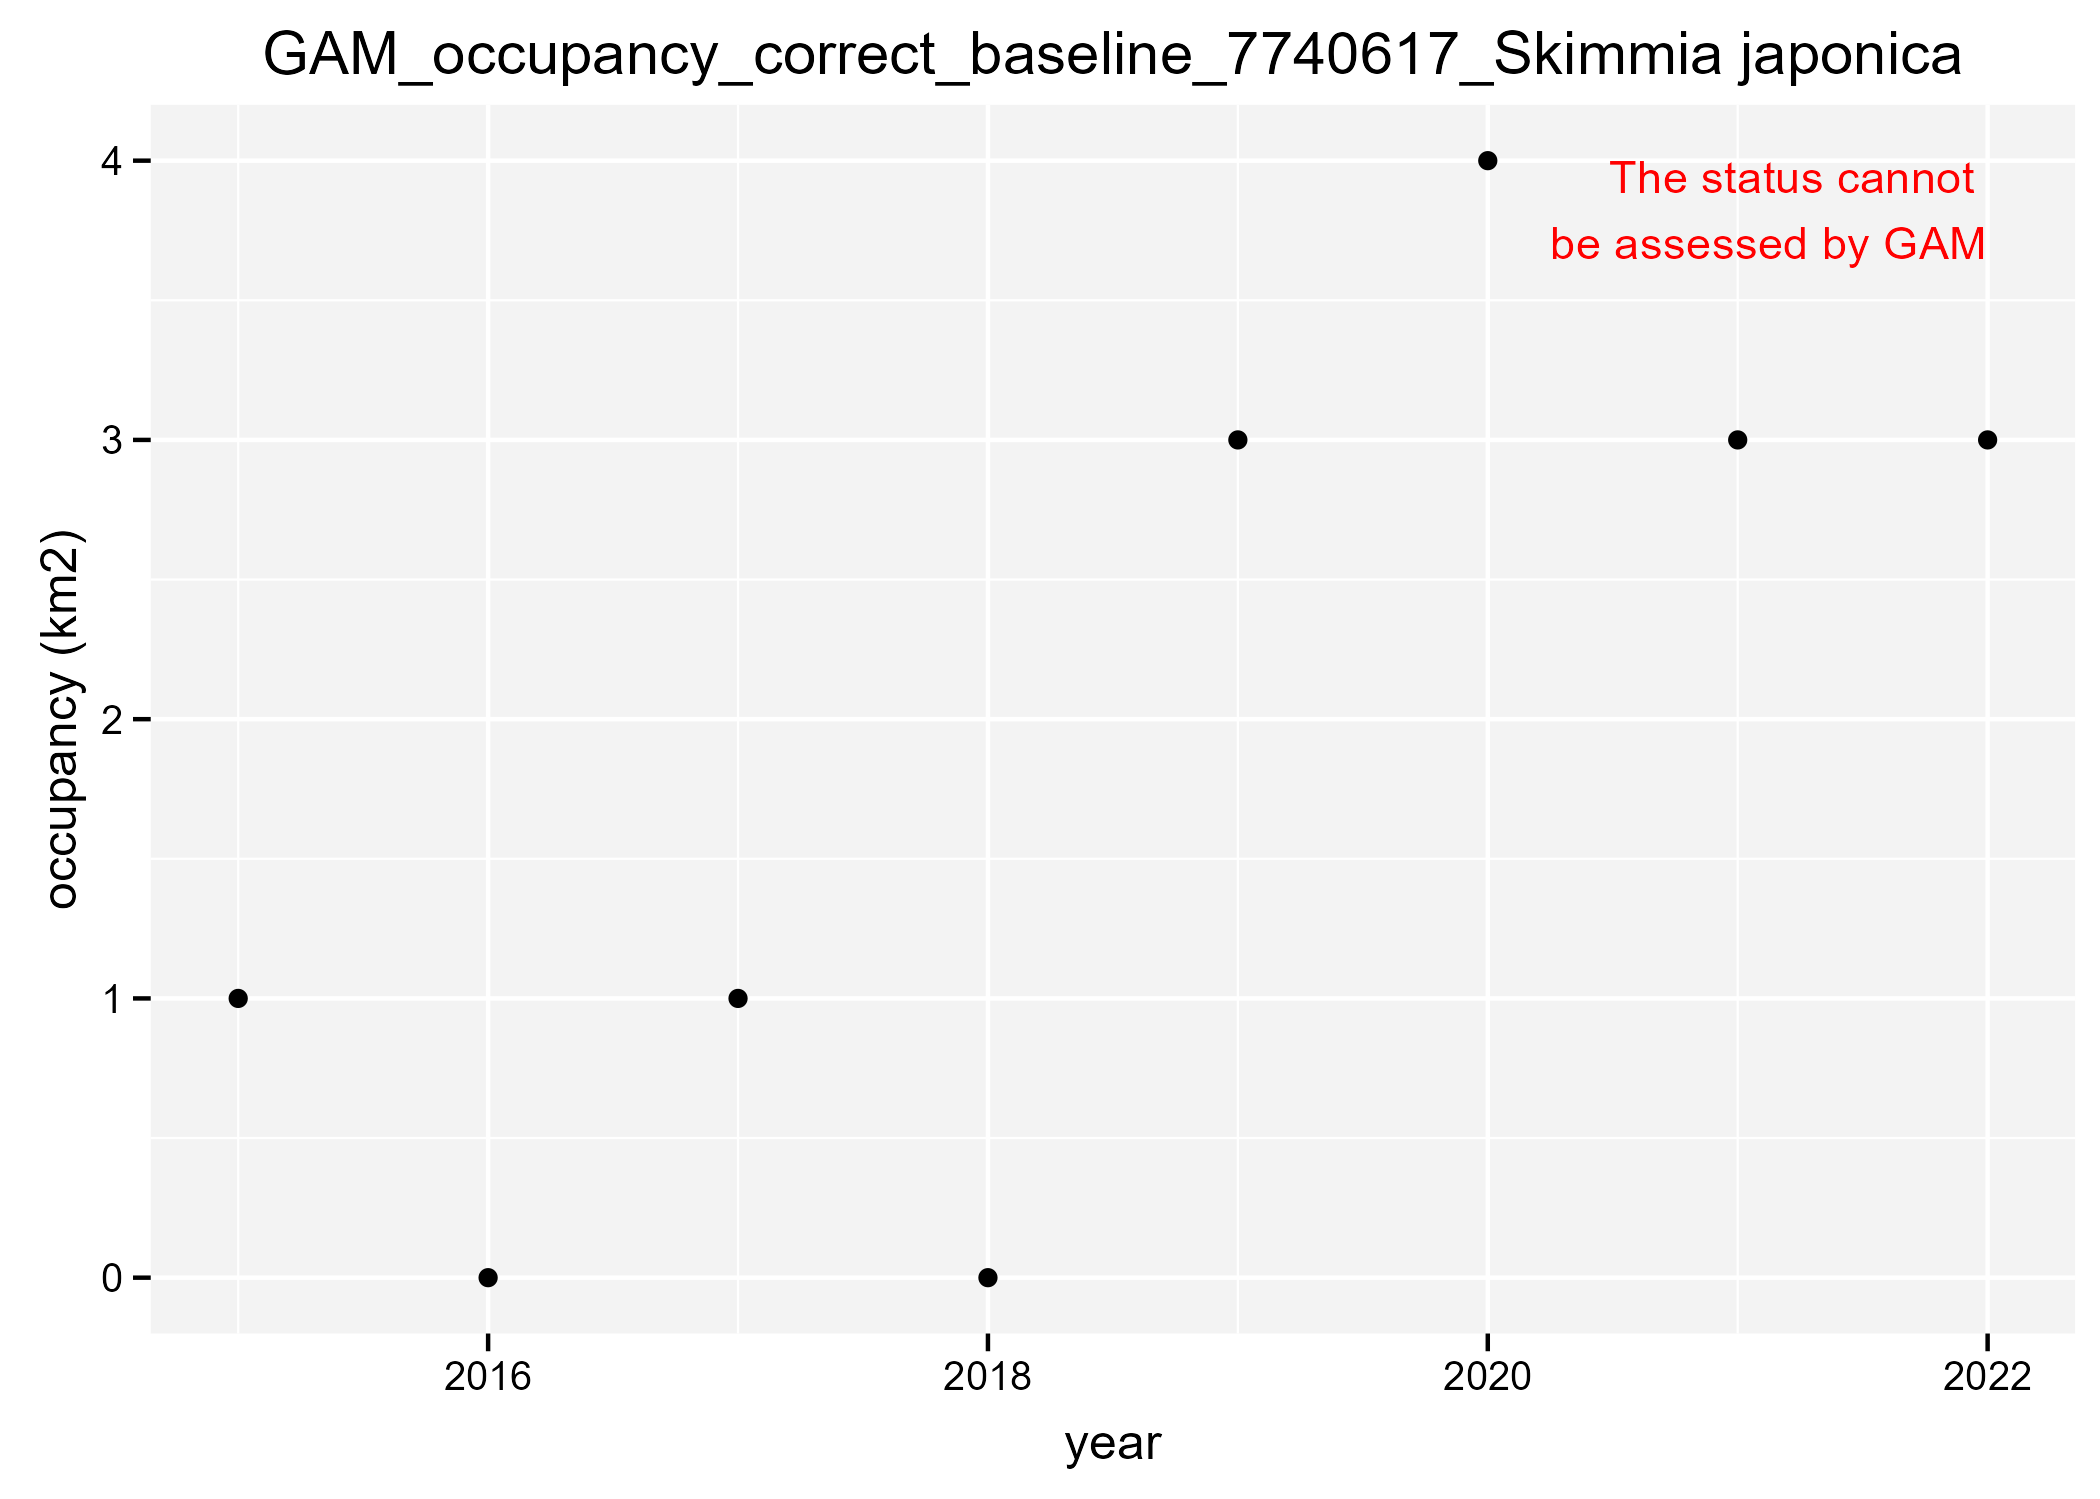 GAM_occupancy_correct_baseline_7740617_Skimmia japonica
The status cannot
be assessed by GAM
4
3
2
1
0
occupancy (km2)
2016
2018
2020
2022
year